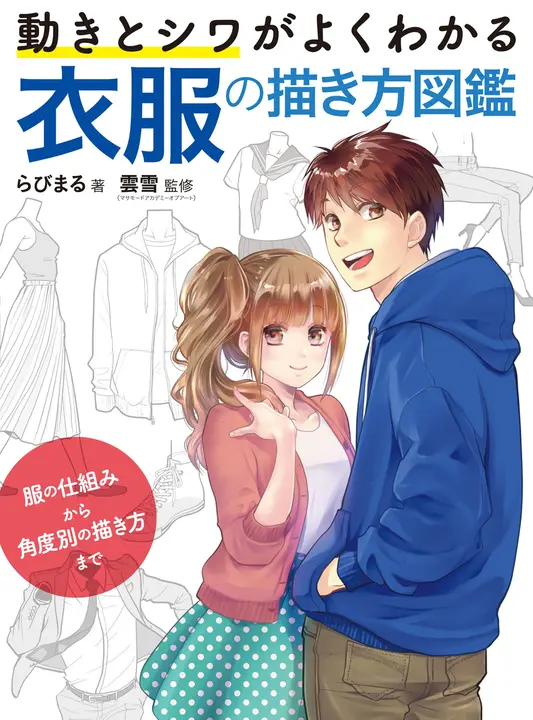 動きとシワがよくわかる
衣服の描き方図鑑
らびまる 著 雲雪 監修
(マサモードアカデミーオブアート)
服の仕組み
から
角度別の描き方
まで